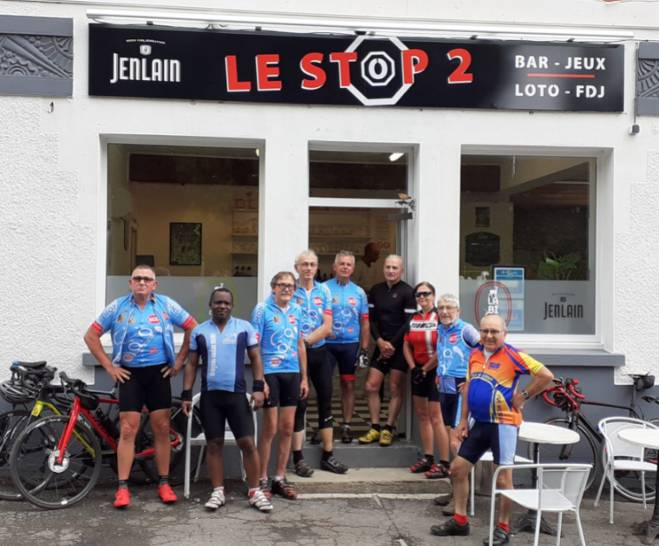 JENLAIN
LE STOP 2
BAR - JEUX
LOTO - FDJ
JENLAIN